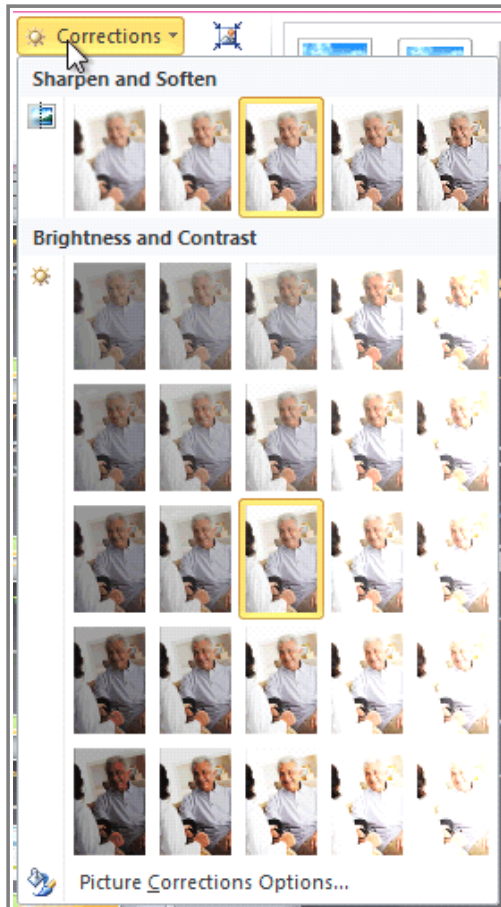 Corrections
Sharpen and Soften
Brightness and Contrast
Picture Corrections Options...